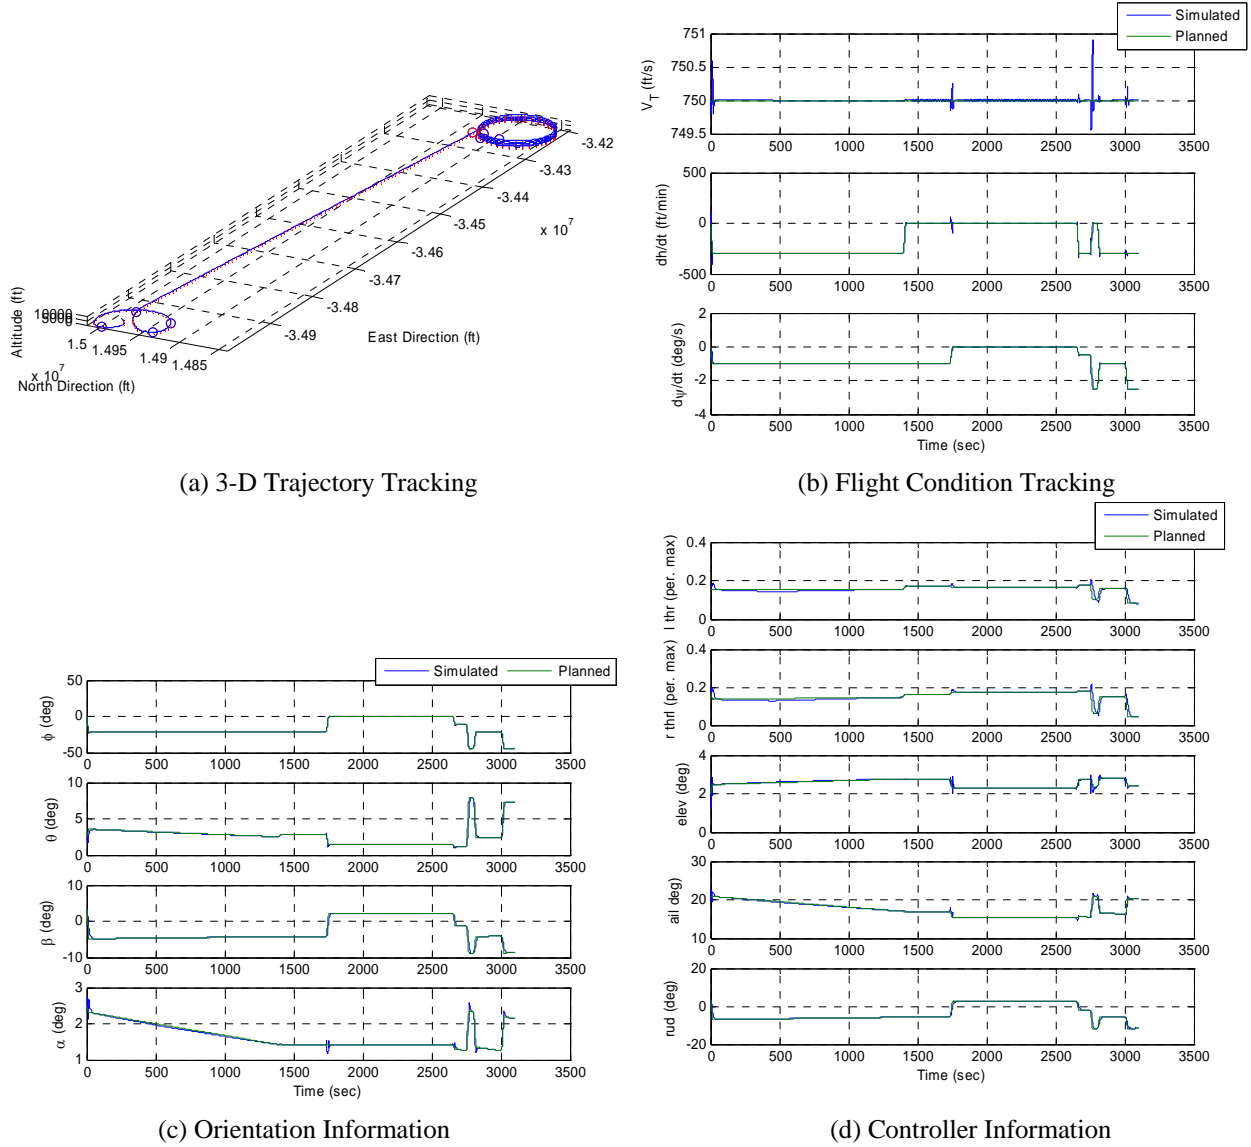 Simulated
Planned
751
750.5
750
749.5
V_T (ft/s)
0 500 1000 1500 2000 2500 3000 3500
-3.42
-3.43
-3.44
-3.45
-3.46
-3.47
-3.48
-3.49
x 10^7
East Direction (ft)
Altitude (ft)
10000
5000
0
1.5
1.495
1.49
1.485
x 10^7
North Direction (ft)
500
0
-500
dh/dt (ft/min)
0 500 1000 1500 2000 2500 3000 3500
2
0
-2
-4
dψ/dt (deg/s)
0 500 1000 1500 2000 2500 3000 3500
Time (sec)
(a) 3-D Trajectory Tracking
(b) Flight Condition Tracking
Simulated Planned
50
0
-50
ϕ (deg)
0 500 1000 1500 2000 2500 3000 3500
10
5
0
θ (deg)
0 500 1000 1500 2000 2500 3000 3500
10
0
-10
β (deg)
0 500 1000 1500 2000 2500 3000 3500
3
2
1
α (deg)
0 500 1000 1500 2000 2500 3000 3500
Time (sec)
(c) Orientation Information
Simulated
Planned
0.4
0.2
0
l thr (per. max)
0 500 1000 1500 2000 2500 3000 3500
0.4
0.2
0
r thrl (per. max)
0 500 1000 1500 2000 2500 3000 3500
4
2
0
elev (deg)
0 500 1000 1500 2000 2500 3000 3500
30
20
10
ail deg)
0 500 1000 1500 2000 2500 3000 3500
20
0
-20
rud (deg)
0 500 1000 1500 2000 2500 3000 3500
Time (sec)
(d) Controller Information